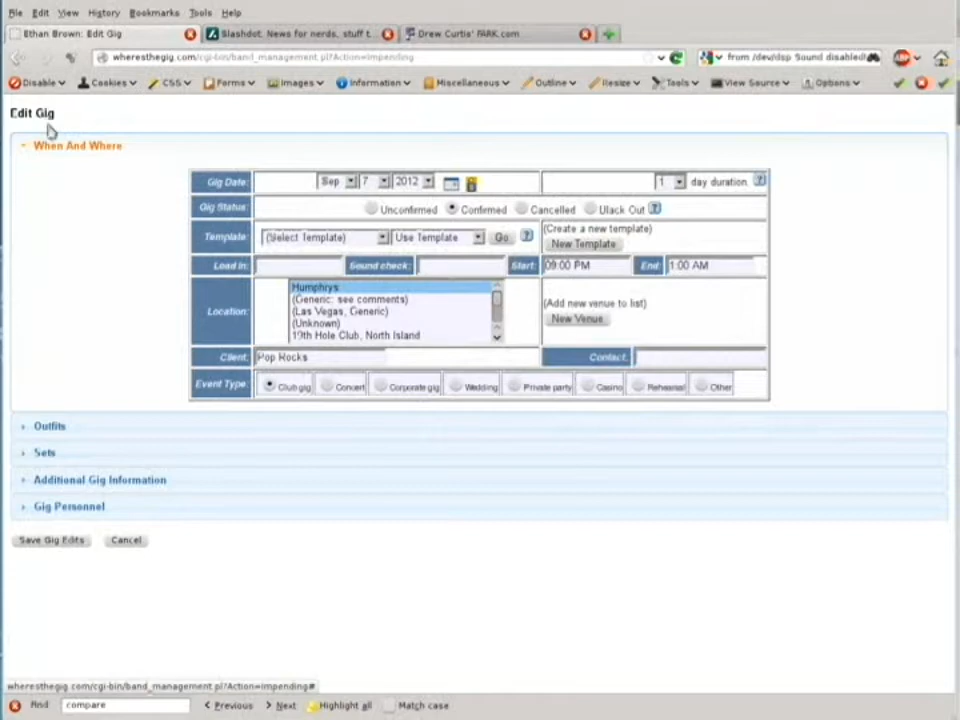 File Edit View History Bookmarks Tools Help
Ethan Brown: Edit Gig Slashdot. News for nerds, stuff t... Drew Curtis' FARK.com
wheresthegig.com/cgi-bin/band_management.pl?Action=impending from /dev/dsp Sound disabled!
Disable Cookies CSS Forms Images Information Miscellaneous Outline Resize Tools View Source Options
Edit Gig
When And Where
Gig Date: Sep 7 2012 1 day duration ?
Gig Status: Unconfirmed Confirmed Cancelled Black Out ?
Template: (Select Template) Use Template Go ? (Create a new template)
New Template
Load in: Sound check: Start: 09:00 PM End: 1:00 AM
Location: Humphrys
(Generic: see comments)
(Las Vegas, Generic)
(Unknown)
19th Hole Club, North Island
(Add new venue to list)
New Venue
Client: Pop Rocks Contact:
Event Type: Club gig Concert Corporate gig Wedding Private party Casino Rehearsal Other
Outfits
Sets
Additional Gig Information
Gig Personnel
Save Gig Edits Cancel
wheresthegig.com/cgi-bin/band_management.pl?Action=impending#
Find compare Previous Next Highlight all Match case